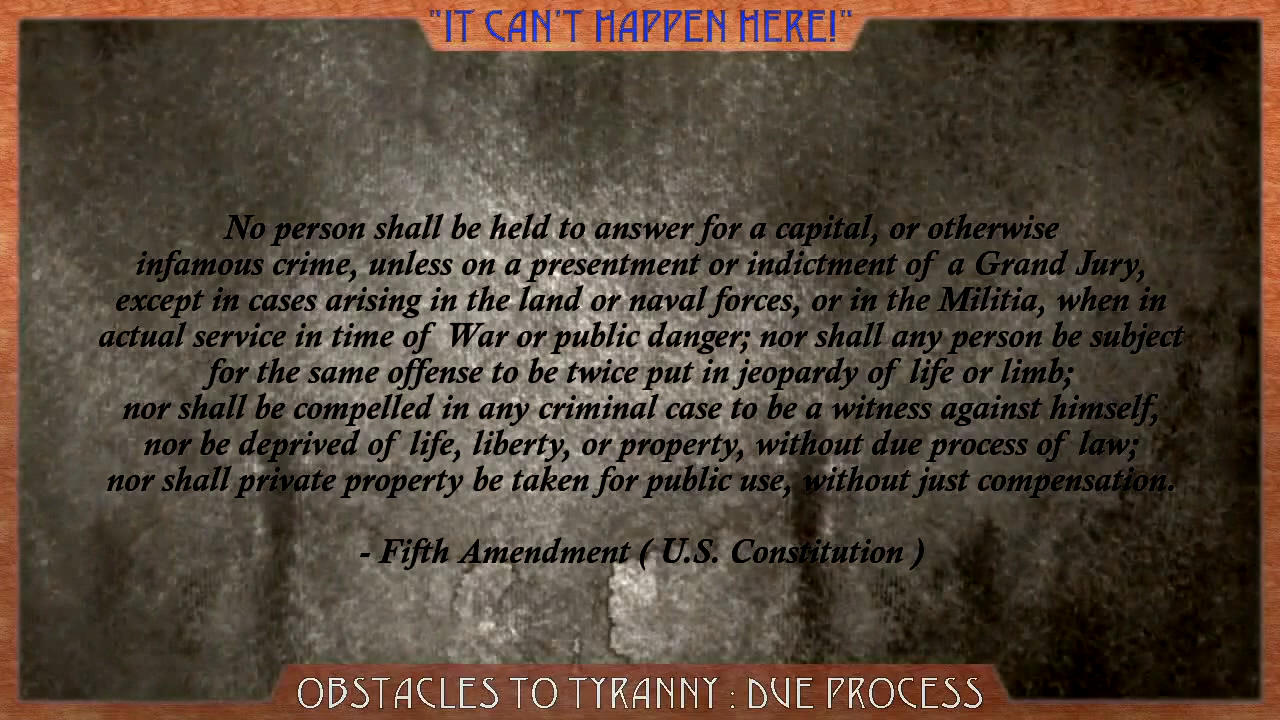 "IT CAN'T HAPPEN HERE!"
No person shall be held to answer for a capital, or otherwise
infamous crime, unless on a presentment or indictment of a Grand Jury,
except in cases arising in the land or naval forces, or in the Militia, when in
actual service in time of War or public danger; nor shall any person be subject
for the same offense to be twice put in jeopardy of life or limb;
nor shall be compelled in any criminal case to be a witness against himself,
nor be deprived of life, liberty, or property, without due process of law;
nor shall private property be taken for public use, without just compensation.
- Fifth Amendment ( U.S. Constitution )
OBSTACLES TO TYRANNY : DUE PROCESS